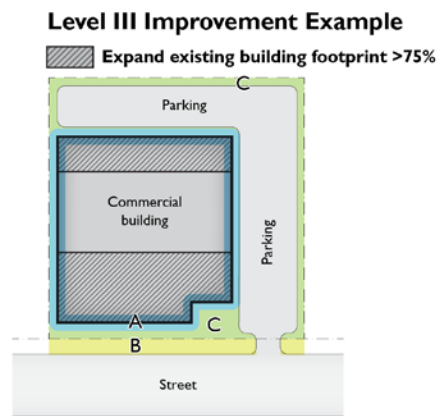 Level III Improvement Example
Expand existing building footprint >75%
C
Parking
Commercial
building
Parking
A
C
B
Street